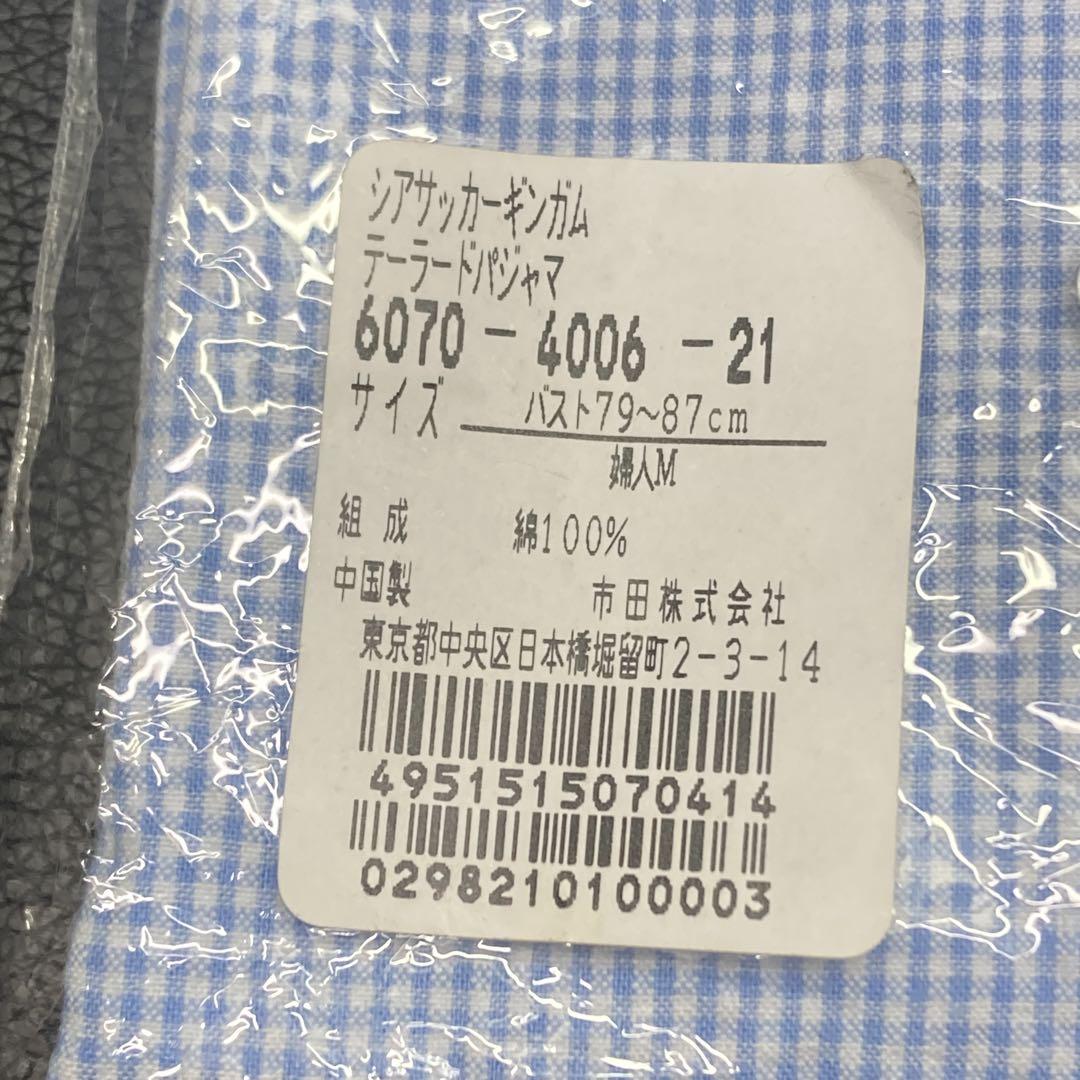 シアサッカーギンガム
テーラードパジャマ
6070-4006-21
サイズ バスト79~87cm
婦人M
組成 綿100%
中国製 市田株式会社
東京都中央区日本橋堀留町2-3-14
4951515070414
0298210100003